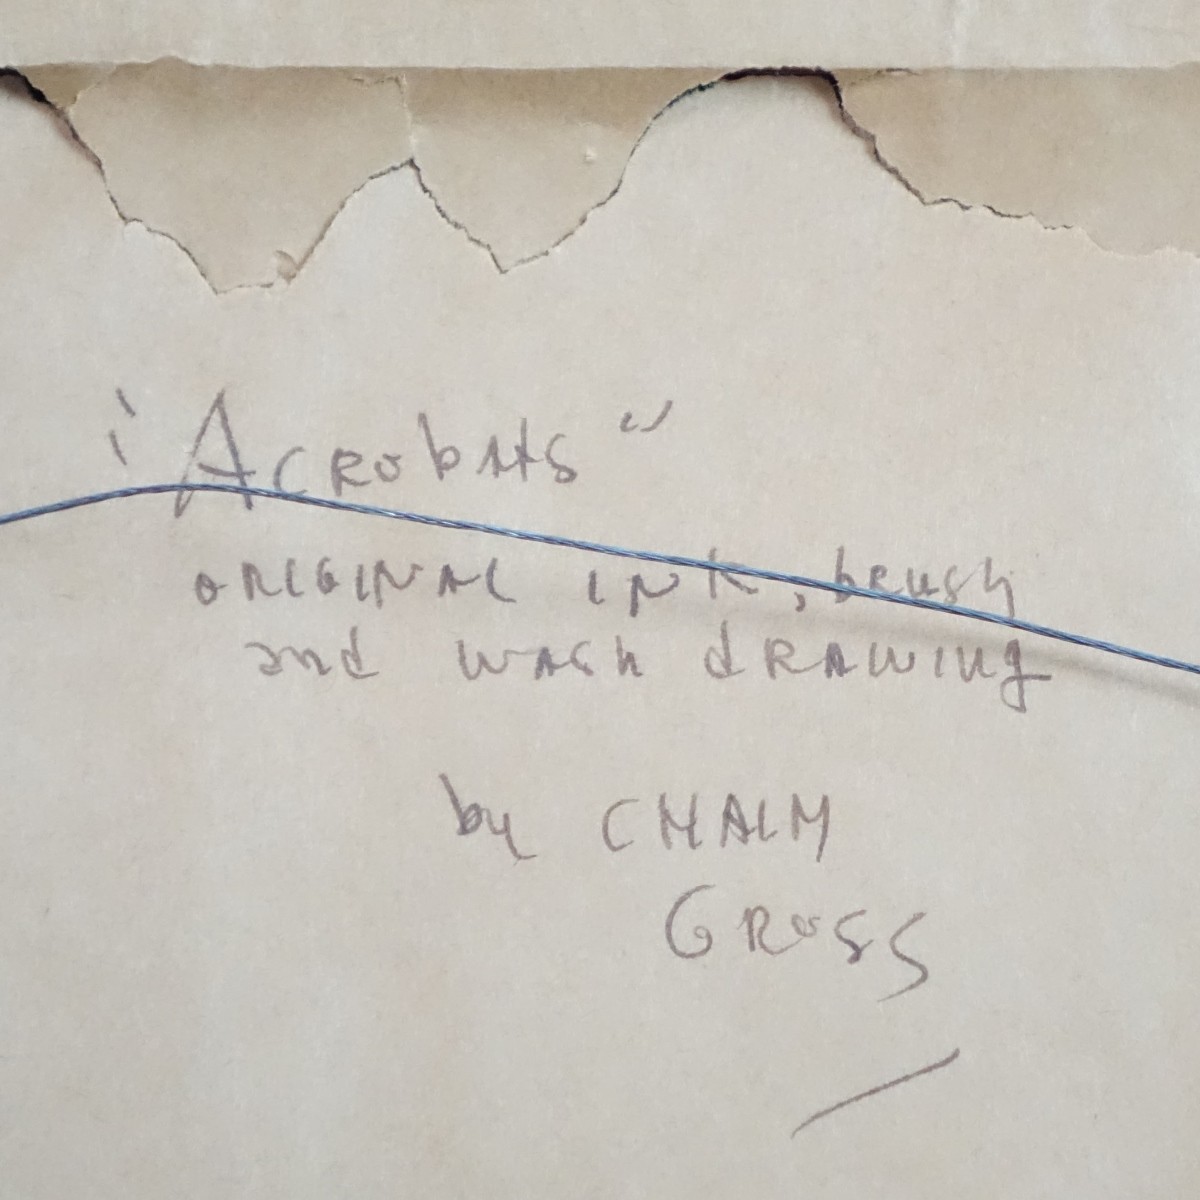 "Acrobats"
ORIGINAL INK, brush
and WASh dRAWING
by CHAIM
GROSS